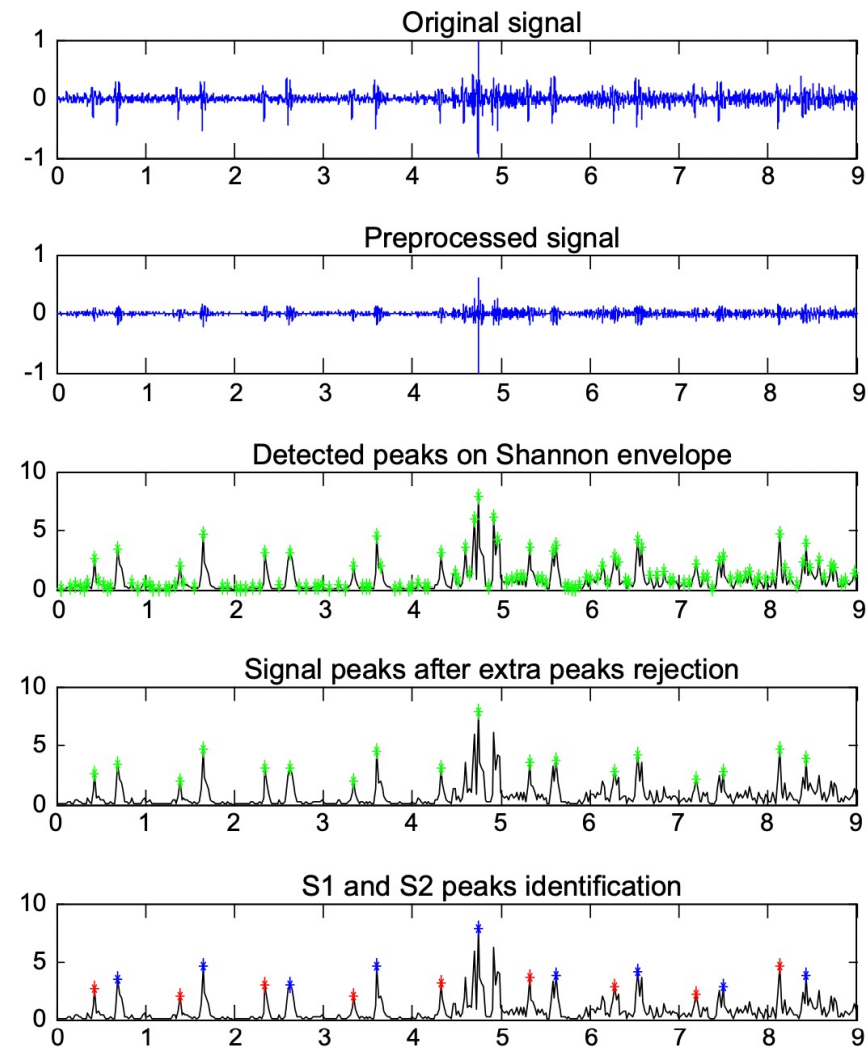 Original signal
1
0
-1
0 1 2 3 4 5 6 7 8 9
Preprocessed signal
1
0
-1
0 1 2 3 4 5 6 7 8 9
Detected peaks on Shannon envelope
10
5
0
0 1 2 3 4 5 6 7 8 9
Signal peaks after extra peaks rejection
10
5
0
0 1 2 3 4 5 6 7 8 9
S1 and S2 peaks identification
10
5
0
0 1 2 3 4 5 6 7 8 9